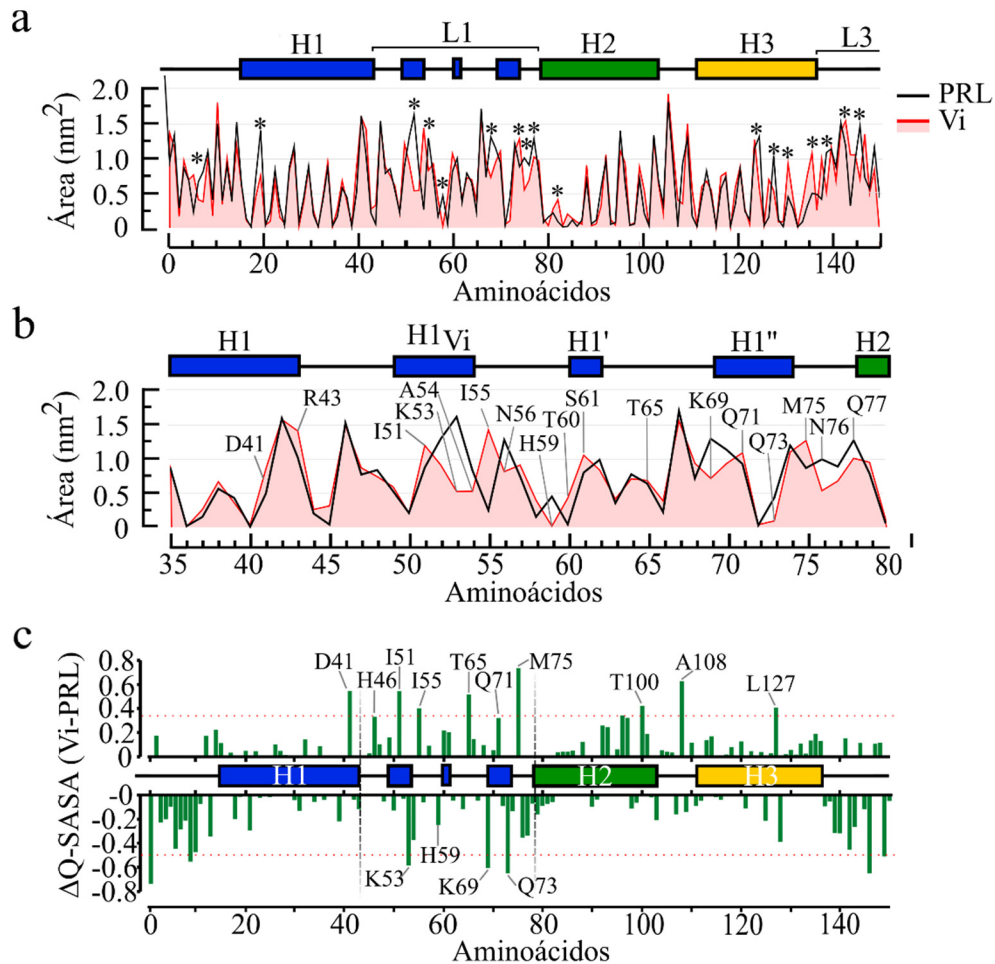 a
H1 L1 H2 H3 L3
Área (nm²)
2.0
1.5
1.0
0.5
0
* * * * * * * * * * * * * * * *
PRL
Vi
0 20 40 60 80 100 120 140
Aminoácidos
b
H1 H1Vi H1' H1" H2
Área (nm²)
2.0
1.5
1.0
0.5
0
D41 R43 I51 K53 A54 I55 N56 H59 T60 S61 T65 K69 Q71 Q73 M75 N76 Q77
35 40 45 50 55 60 65 70 75 80
Aminoácidos
c
ΔQ-SASA (Vi-PRL)
0.8
0.4
0
D41 H46 I51 I55 T65 Q71 M75 T100 A108 L127
H1 H2 H3
-0
-0.2
-0.4
-0.6
-0.8
K53 H59 K69 Q73
0 20 40 60 80 100 120 140
Aminoácidos